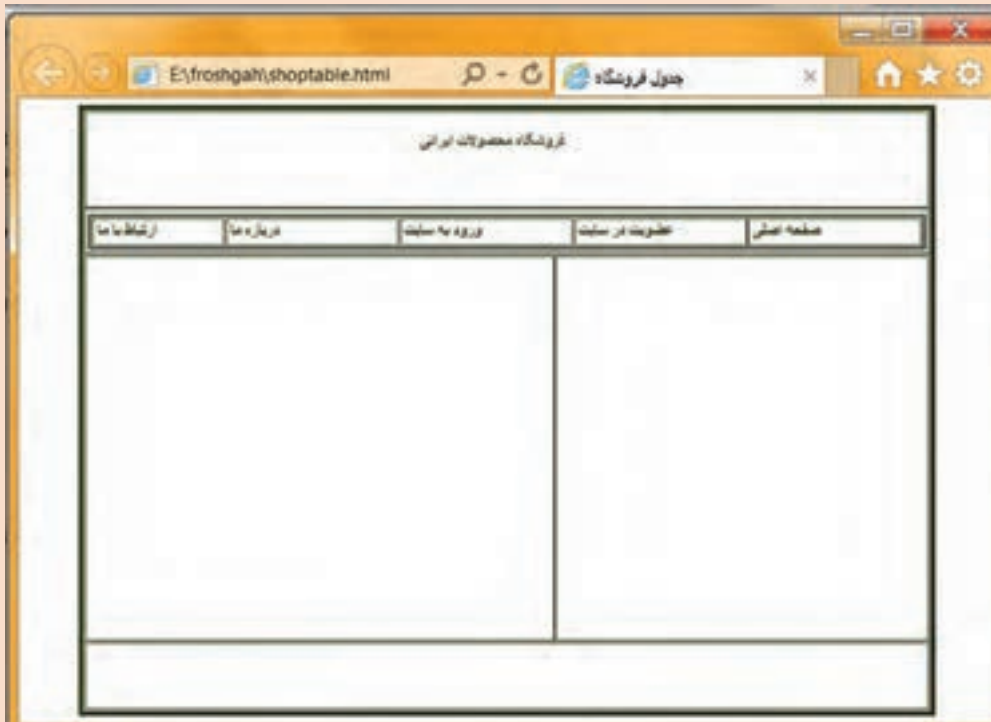 E:\froshgah\shoptable.html
جدول فروشگاه
فروشگاه محصولات ایرانی
صفحه اصلی
عضویت در سایت
ورود به سایت
درباره ما
ارتباط با ما